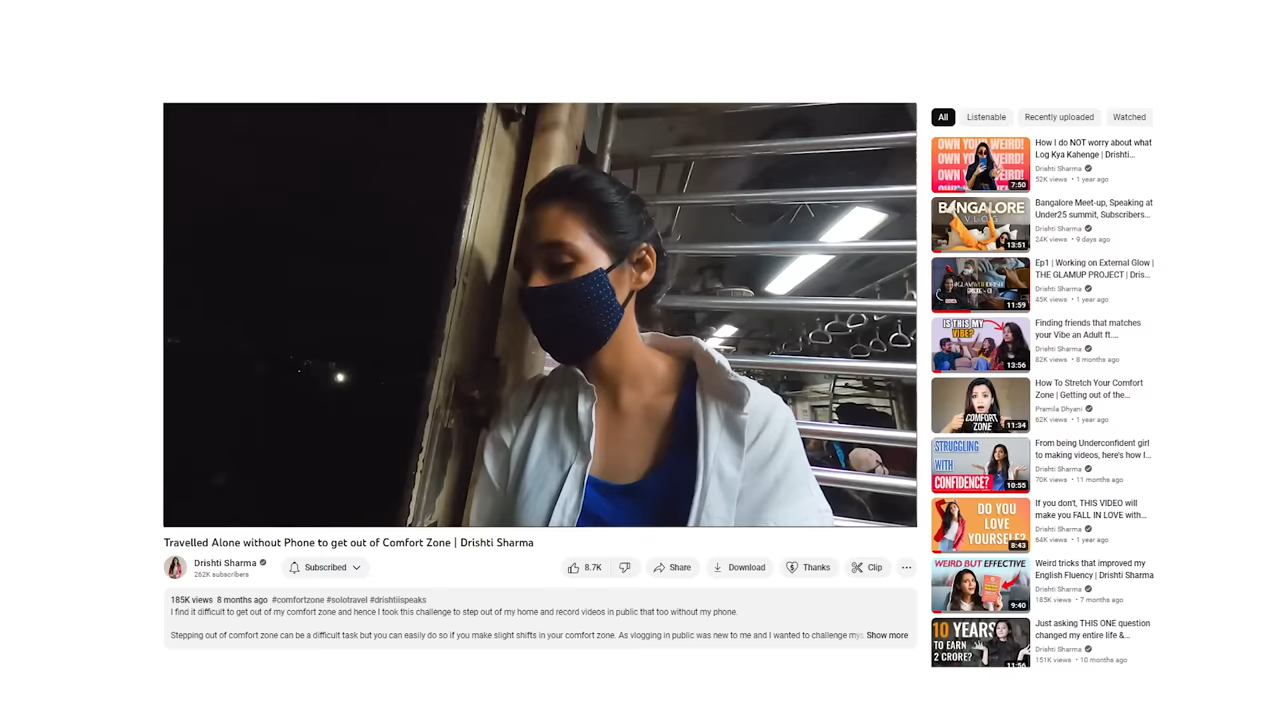 Travelled Alone without Phone to get out of Comfort Zone | Drishti Sharma
Drishti Sharma
262K subscribers
Subscribed
8.7K
Share
Download
Thanks
Clip
185K views 8 months ago #comfortzone #solotravel #drishtiispeaks
I find it difficult to get out of my comfort zone and hence I took this challenge to step out of my home and record videos in public that too without my phone.
Stepping out of comfort zone can be a difficult task but you can easily do so if you make slight shifts in your comfort zone. As vlogging in public was new to me and I wanted to challenge mys Show more
All Listenable Recently uploaded Watched
OWN YOUR WEIRD!
OWN YOUR WEIRD!
7:50
How I do NOT worry about what
Log Kya Kahenge | Drishti...
Drishti Sharma
52K views • 1 year ago
BANGALORE
VLOG
13:51
Bangalore Meet-up, Speaking at
Under25 summit, Subscribers...
Drishti Sharma
24K views • 9 days ago
11:59
Ep1 | Working on External Glow |
THE GLAMUP PROJECT | Dris...
Drishti Sharma
45K views • 1 year ago
IS THIS MY
VIBE?
13:56
Finding friends that matches
your Vibe an Adult ft....
Drishti Sharma
82K views • 8 months ago
COMFORT
ZONE
11:34
How To Stretch Your Comfort
Zone | Getting out of the...
Pramila Dhyani
62K views • 1 year ago
STRUGGLING
WITH
CONFIDENCE?
10:55
From being Underconfident girl
to making videos, here's how I...
Drishti Sharma
70K views • 11 months ago
DO YOU
LOVE
YOURSELF?
8:43
If you don't, THIS VIDEO will
make you FALL IN LOVE with...
Drishti Sharma
64K views • 1 year ago
WEIRD BUT EFFECTIVE
9:40
Weird tricks that improved my
English Fluency | Drishti Sharma
Drishti Sharma
185K views • 7 months ago
10 YEARS
TO EARN
2 CRORE?
11:56
Just asking THIS ONE question
changed my entire life &...
Drishti Sharma
151K views • 10 months ago